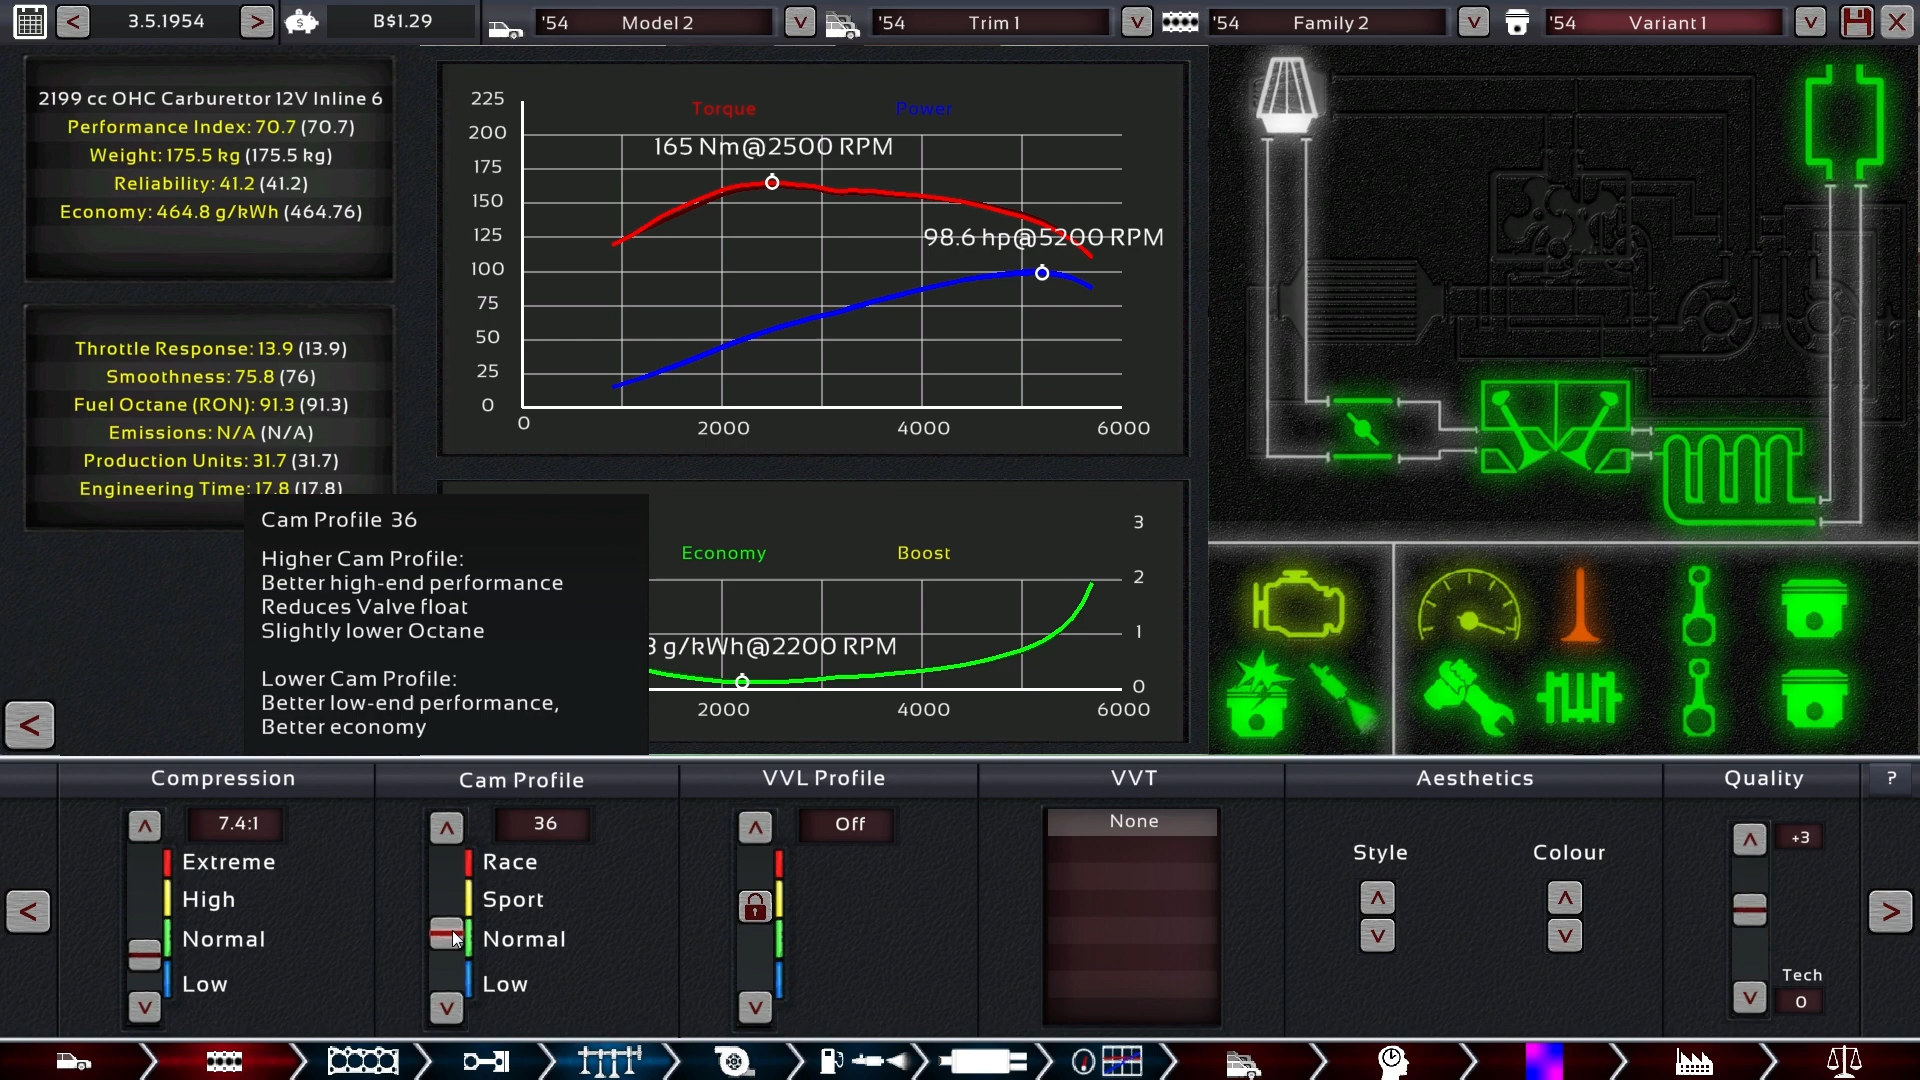 3.5.1954
B$1.29
'54 Model 2
'54 Trim 1
'54 Family 2
'54 Variant 1
2199 cc OHC Carburettor 12V Inline 6
Performance Index: 70.7 (70.7)
Weight: 175.5 kg (175.5 kg)
Reliability: 41.2 (41.2)
Economy: 464.8 g/kWh (464.76)
Throttle Response: 13.9 (13.9)
Smoothness: 75.8 (76)
Fuel Octane (RON): 91.3 (91.3)
Emissions: N/A (N/A)
Production Units: 31.7 (31.7)
Engineering Time: 17.8 (17.8)
Cam Profile 36
Higher Cam Profile:
Better high-end performance
Reduces Valve float
Slightly lower Octane
Lower Cam Profile:
Better low-end performance,
Better economy
Torque
Power
225
200
175
150
125
100
75
50
25
0
165 Nm@2500 RPM
98.6 hp@5200 RPM
0
2000
4000
6000
Economy
Boost
3
2
1
0
g/kWh@2200 RPM
2000
4000
6000
Compression
7.4:1
Extreme
High
Normal
Low
Cam Profile
36
Race
Sport
Normal
Low
VVL Profile
Off
VVT
None
Aesthetics
Style
Colour
Quality
?
+3
Tech
0